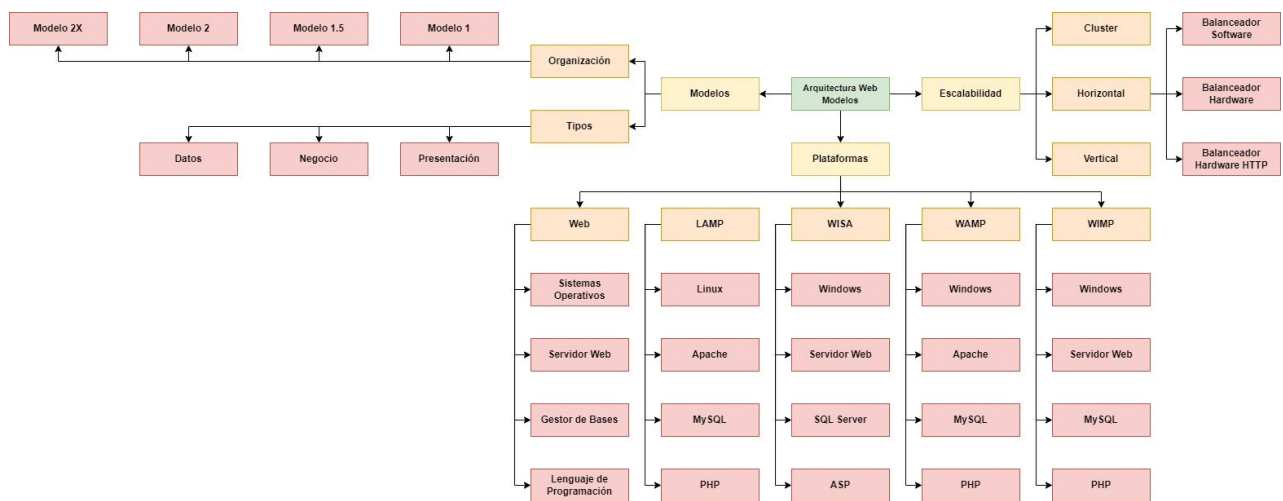 Modelo 2X
Modelo 2
Modelo 1.5
Modelo 1
Organización
Modelos
Tipos
Datos
Negocio
Presentación
Arquitectura Web
Modelos
Escalabilidad
Cluster
Horizontal
Vertical
Balanceador
Software
Balanceador
Hardware
Balanceador
Hardware HTTP
Plataformas
Web
LAMP
WISA
WAMP
WIMP
Sistemas
Operativos
Linux
Windows
Windows
Windows
Servidor Web
Apache
Servidor Web
Apache
Servidor Web
Gestor de Bases
MySQL
SQL Server
MySQL
MySQL
Lenguaje de
Programación
PHP
ASP
PHP
PHP